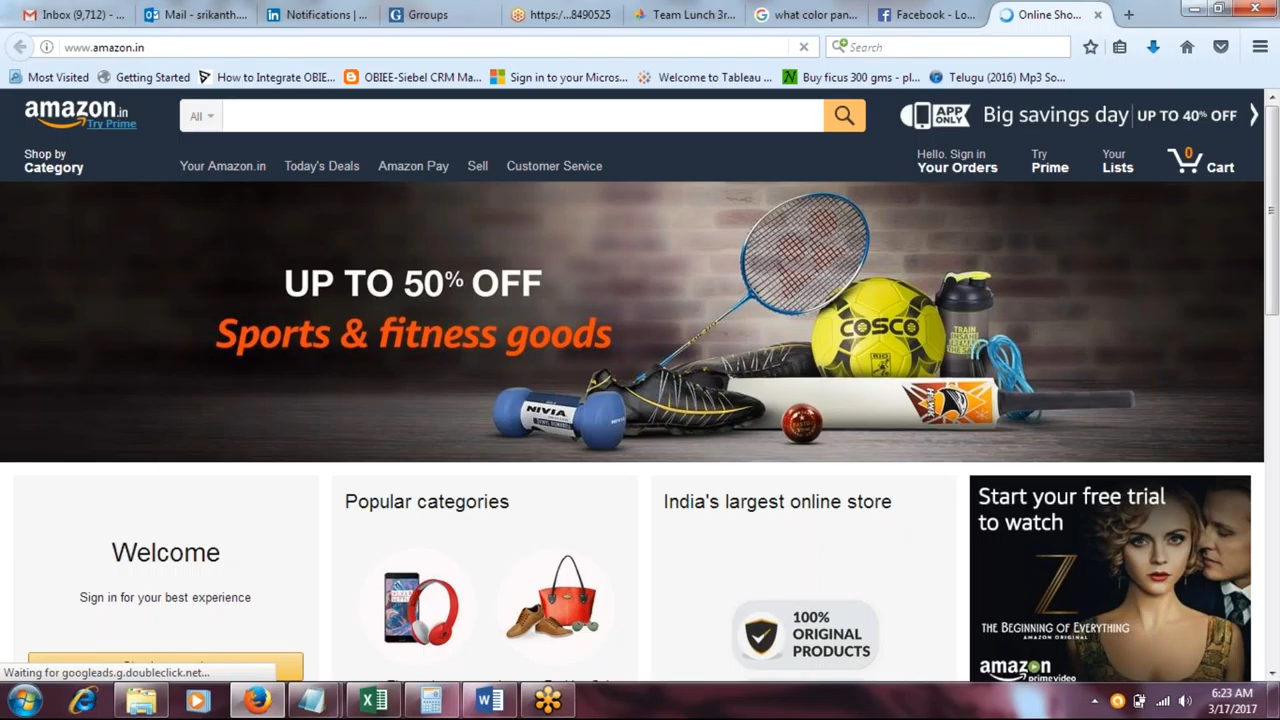 Inbox (9,712) - ...
Mail - srikanth....
Notifications | ...
Grroups
https:/...8490525
Team Lunch 3r...
what color pan...
Facebook - Lo...
Online Sho...
www.amazon.in
Search
Most Visited
Getting Started
How to Integrate OBIE...
OBIEE-Siebel CRM Ma...
Sign in to your Micros...
Welcome to Tableau ...
Buy ficus 300 gms - pl...
Telugu (2016) Mp3 So...
amazon.in
Try Prime
All
APP ONLY
Big savings day
UP TO 40% OFF
Shop by
Category
Your Amazon.in
Today's Deals
Amazon Pay
Sell
Customer Service
Hello. Sign in
Your Orders
Try
Prime
Your
Lists
0
Cart
UP TO 50% OFF
Sports & fitness goods
COSCO
RIO
TRAIN
INSANE
NIVIA
Welcome
Sign in for your best experience
Popular categories
India's largest online store
100%
ORIGINAL
PRODUCTS
Start your free trial
to watch
Z
THE BEGINNING OF EVERYTHING
AMAZON ORIGINAL
amazon
prime video
Waiting for googleads.g.doubleclick.net...
6:23 AM
3/17/2017